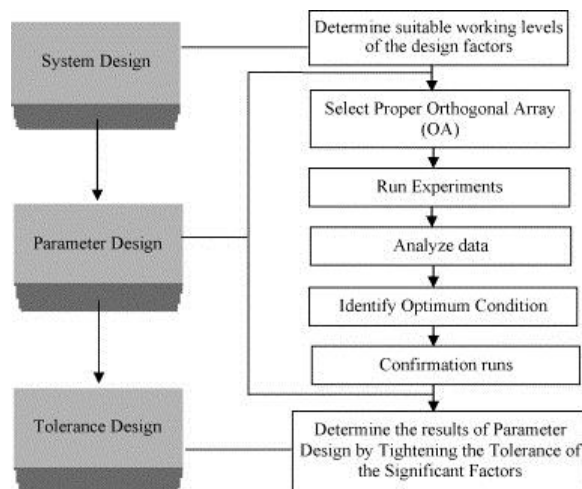 System Design
Determine suitable working levels
of the design factors
Select Proper Orthogonal Array
(OA)
Run Experiments
Parameter Design
Analyze data
Identify Optimum Condition
Confirmation runs
Tolerance Design
Determine the results of Parameter
Design by Tightening the Tolerance of
the Significant Factors